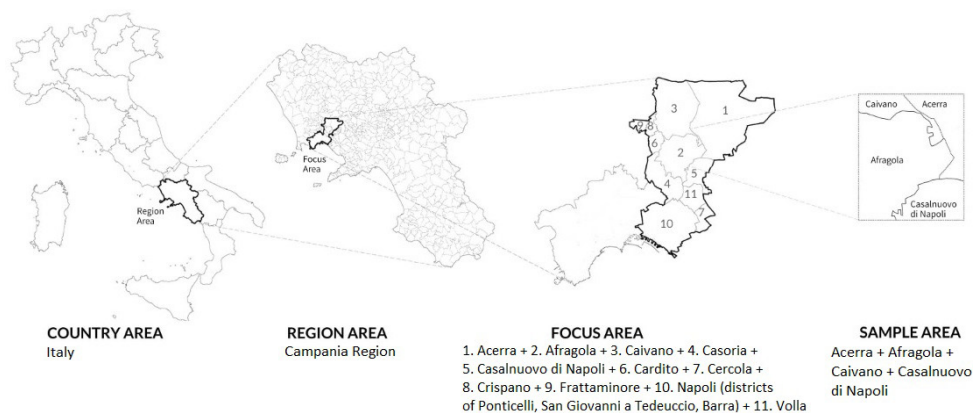 Region
Area
Focus
Area
3
1
9
8
6
2
5
4
11
7
10
Caivano
Acerra
Afragola
Casalnuovo
di Napoli
COUNTRY AREA
Italy
REGION AREA
Campania Region
FOCUS AREA
1. Acerra + 2. Afragola + 3. Caivano + 4. Casoria +
5. Casalnuovo di Napoli + 6. Cardito + 7. Cercola +
8. Crispano + 9. Frattaminore + 10. Napoli (districts
of Ponticelli, San Giovanni a Tedeuccio, Barra) + 11. Volla
SAMPLE AREA
Acerra + Afragola +
Caivano + Casalnuovo
di Napoli